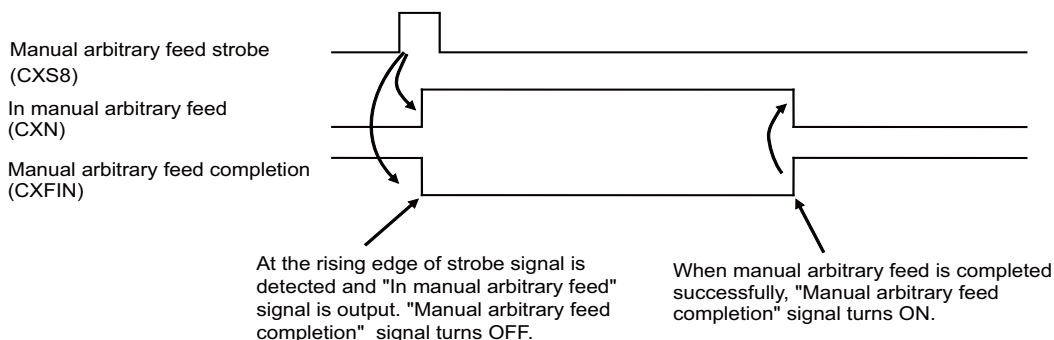 Manual arbitrary feed strobe
(CXS8)
In manual arbitrary feed
(CXN)
Manual arbitrary feed completion
(CXFIN)
At the rising edge of strobe signal is
detected and "In manual arbitrary feed"
signal is output. "Manual arbitrary feed
completion" signal turns OFF.
When manual arbitrary feed is completed
successfully, "Manual arbitrary feed
completion" signal turns ON.